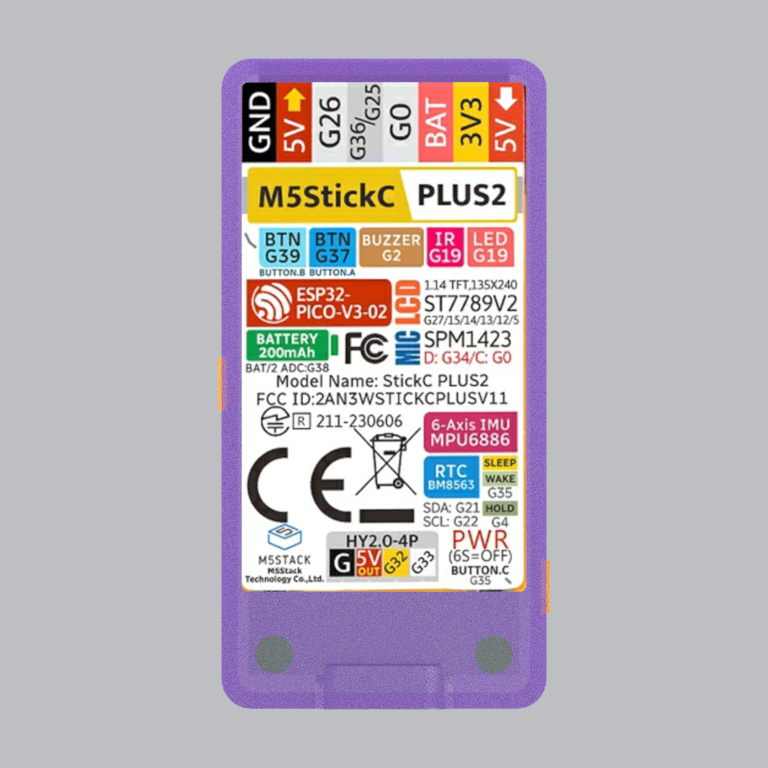 GND 5V G26 G36/G25 G0 BAT 3V3 5V
M5StickC PLUS2
BTN G39 BTN G37 BUZZER G2 IR G19 LED G19
BUTTON.B BUTTON.A
ESP32-
PICO-V3-02
LCD
1.14 TFT,135X240
ST7789V2
G27/15/14/13/12/5
BATTERY
200mAh
BAT/2 ADC:G38
FC
MIC
SPM1423
D: G34/C: G0
Model Name: StickC PLUS2
FCC ID:2AN3WSTICKCPLUSV11
R 211-230606
6-Axis IMU
MPU6886
CE
RTC
BM8563
SLEEP
WAKE
G35
SDA: G21
SCL: G22
HOLD
G4
5
M5STACK
M5Stack
Technology Co.,Ltd.
HY2.0-4P
G 5V OUT G32 G33
PWR
(6S=OFF)
BUTTON.C
G35